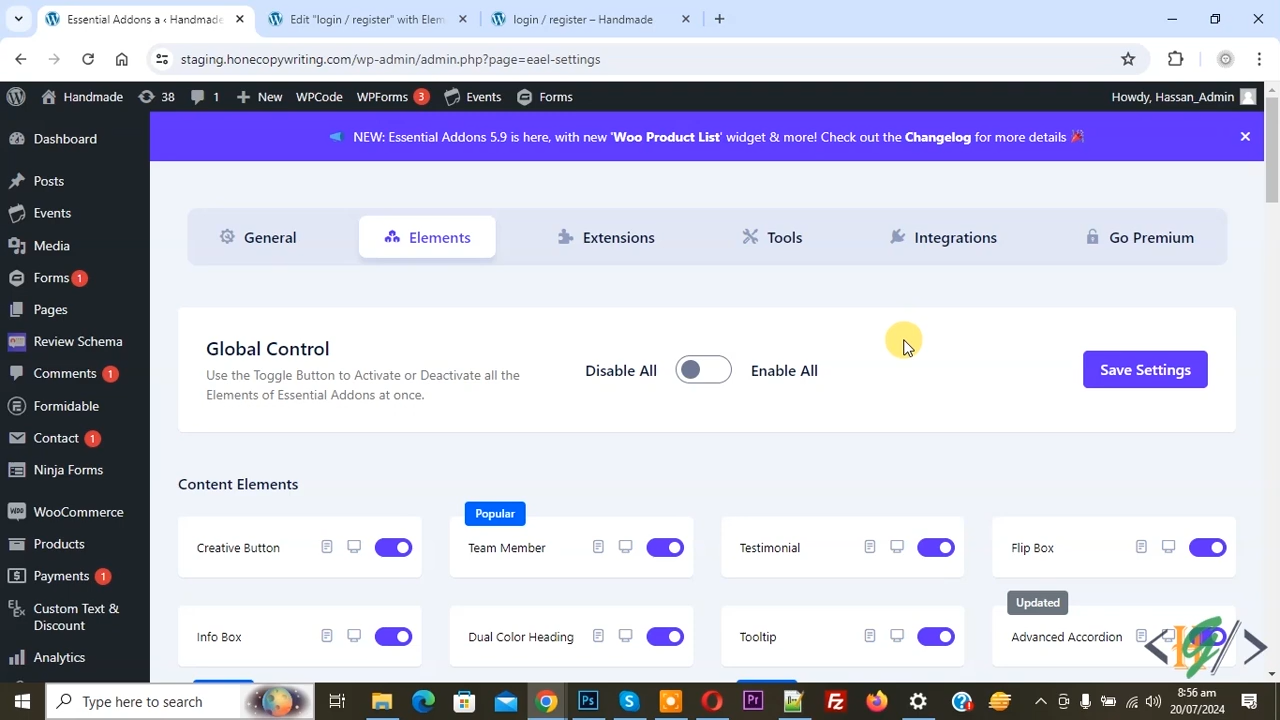 Essential Addons a ‹ Handmade
Edit "login / register" with Elem
login / register – Handmade
staging.honecopywriting.com/wp-admin/admin.php?page=eael-settings
Handmade
38
1
New
WPCode
WPForms 3
Events
Forms
Howdy, Hassan_Admin
NEW: Essential Addons 5.9 is here, with new 'Woo Product List' widget & more! Check out the Changelog for more details
Dashboard
Posts
Events
Media
Forms 1
Pages
Review Schema
Comments 1
Formidable
Contact 1
Ninja Forms
WooCommerce
Products
Payments 1
Custom Text &
Discount
Analytics
General
Elements
Extensions
Tools
Integrations
Go Premium
Global Control
Use the Toggle Button to Activate or Deactivate all the
Elements of Essential Addons at once.
Disable All
Enable All
Save Settings
Content Elements
Popular
Creative Button
Team Member
Testimonial
Flip Box
Updated
Info Box
Dual Color Heading
Tooltip
Advanced Accordion
Type here to search
8:56 am
20/07/2024